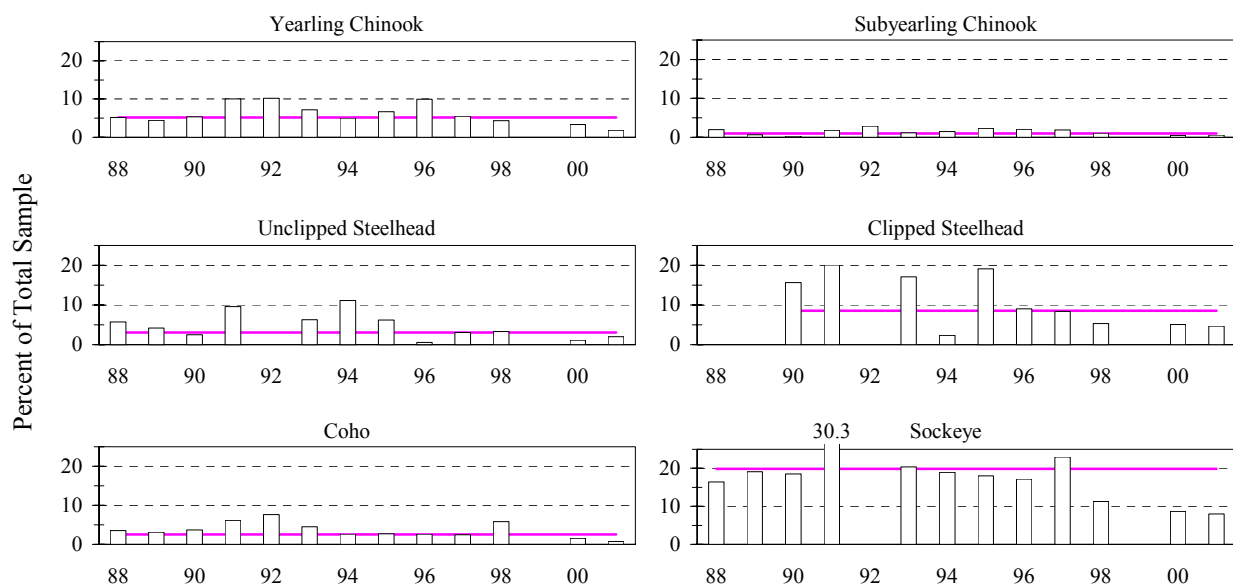 Yearling Chinook
20
10
0
88 90 92 94 96 98 00
Subyearling Chinook
20
10
0
88 90 92 94 96 98 00
Percent of Total Sample
Unclipped Steelhead
20
10
0
88 90 92 94 96 98 00
Clipped Steelhead
20
10
0
88 90 92 94 96 98 00
Coho
20
10
0
88 90 92 94 96 98 00
30.3 Sockeye
20
10
0
88 90 92 94 96 98 00